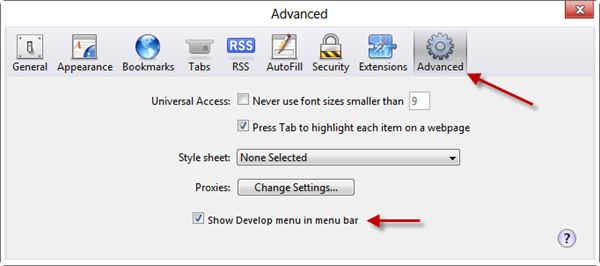 Advanced
RSS
General Appearance Bookmarks Tabs RSS AutoFill Security Extensions Advanced
Universal Access: Never use font sizes smaller than 9
Press Tab to highlight each item on a webpage
Style sheet: None Selected
Proxies: Change Settings...
Show Develop menu in menu bar
?